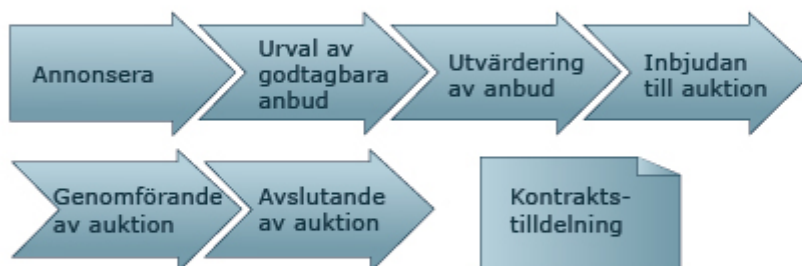 Annonsera
Urval av
godtagbara
anbud
Utvärdering
av anbud
Inbjudan
till auktion
Genomförande
av auktion
Avslutande
av auktion
Kontrakts-
tilldelning